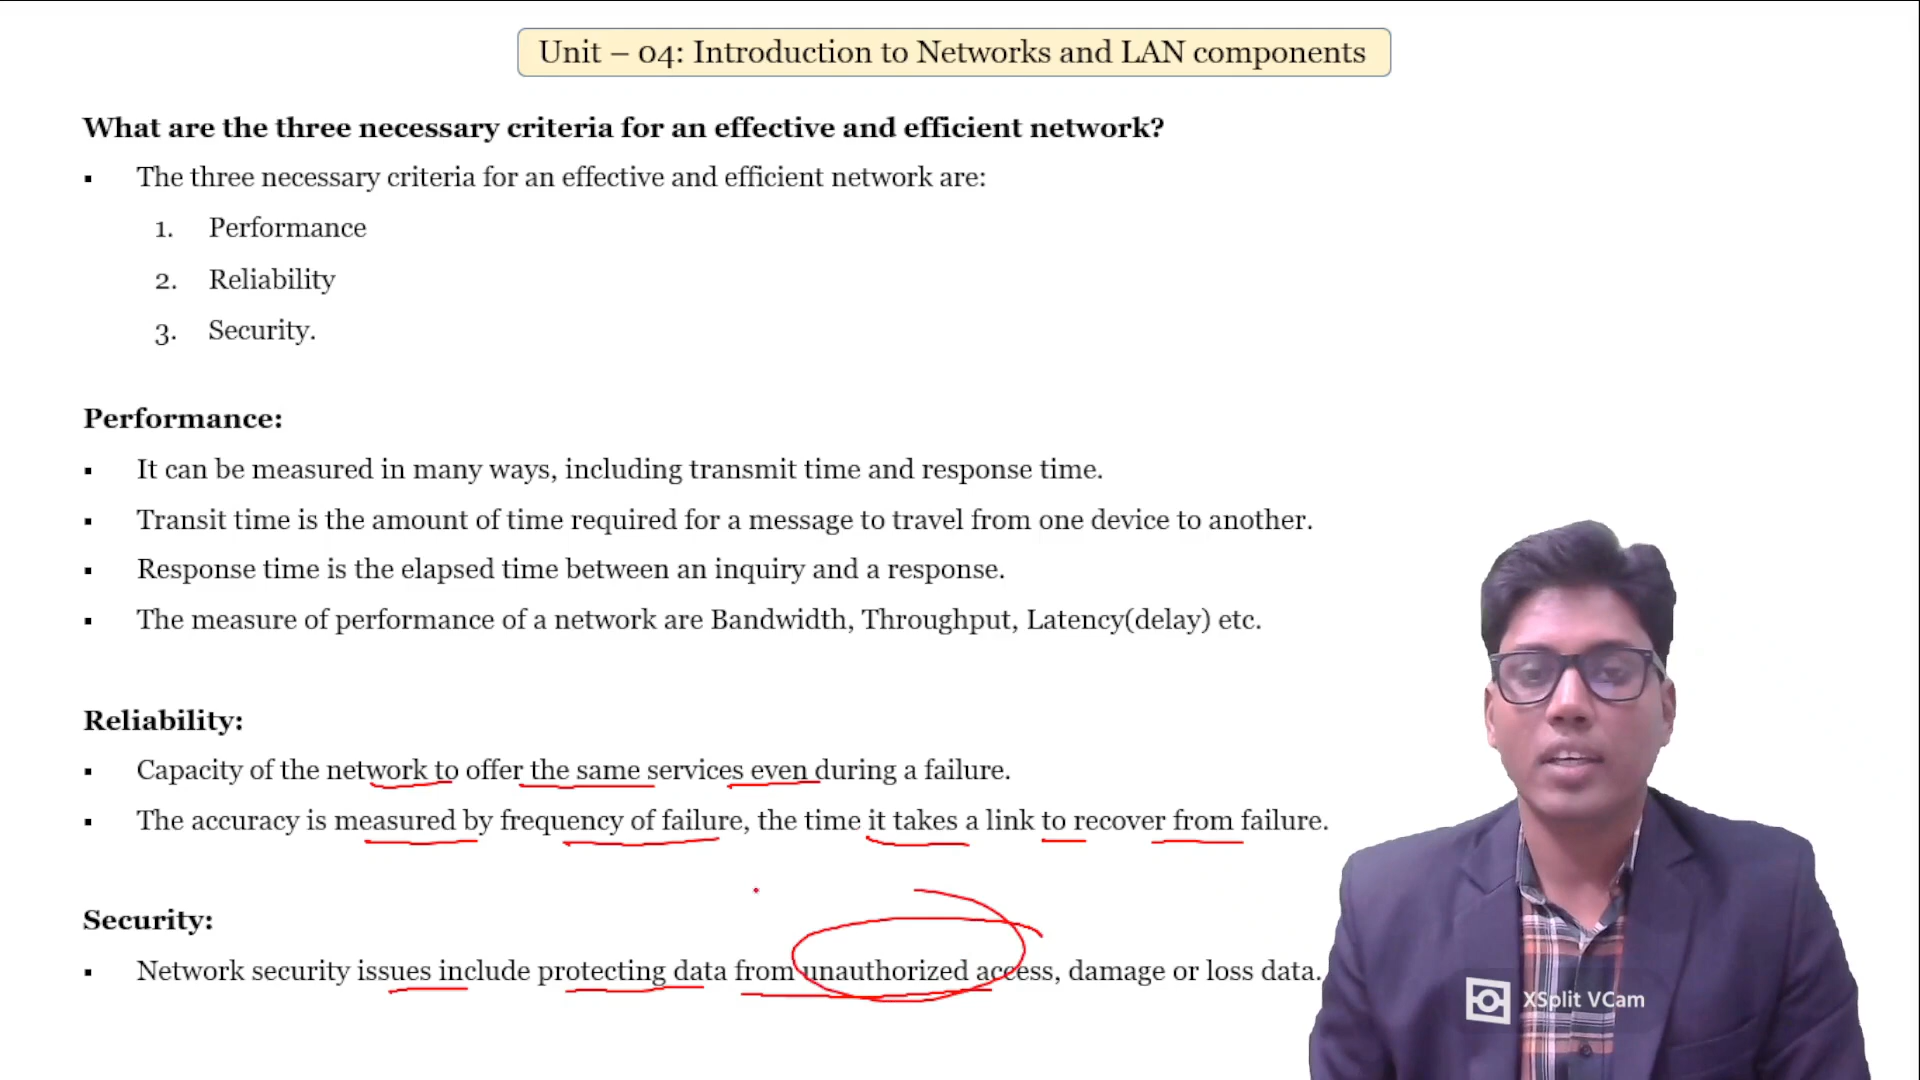 Unit – 04: Introduction to Networks and LAN components
What are the three necessary criteria for an effective and efficient network?
▪ The three necessary criteria for an effective and efficient network are:
1. Performance
2. Reliability
3. Security.
Performance:
▪ It can be measured in many ways, including transmit time and response time.
▪ Transit time is the amount of time required for a message to travel from one device to another.
▪ Response time is the elapsed time between an inquiry and a response.
▪ The measure of performance of a network are Bandwidth, Throughput, Latency(delay) etc.
Reliability:
▪ Capacity of the network to offer the same services even during a failure.
▪ The accuracy is measured by frequency of failure, the time it takes a link to recover from failure.
Security:
▪ Network security issues include protecting data from unauthorized access, damage or loss data.
XSplit VCam